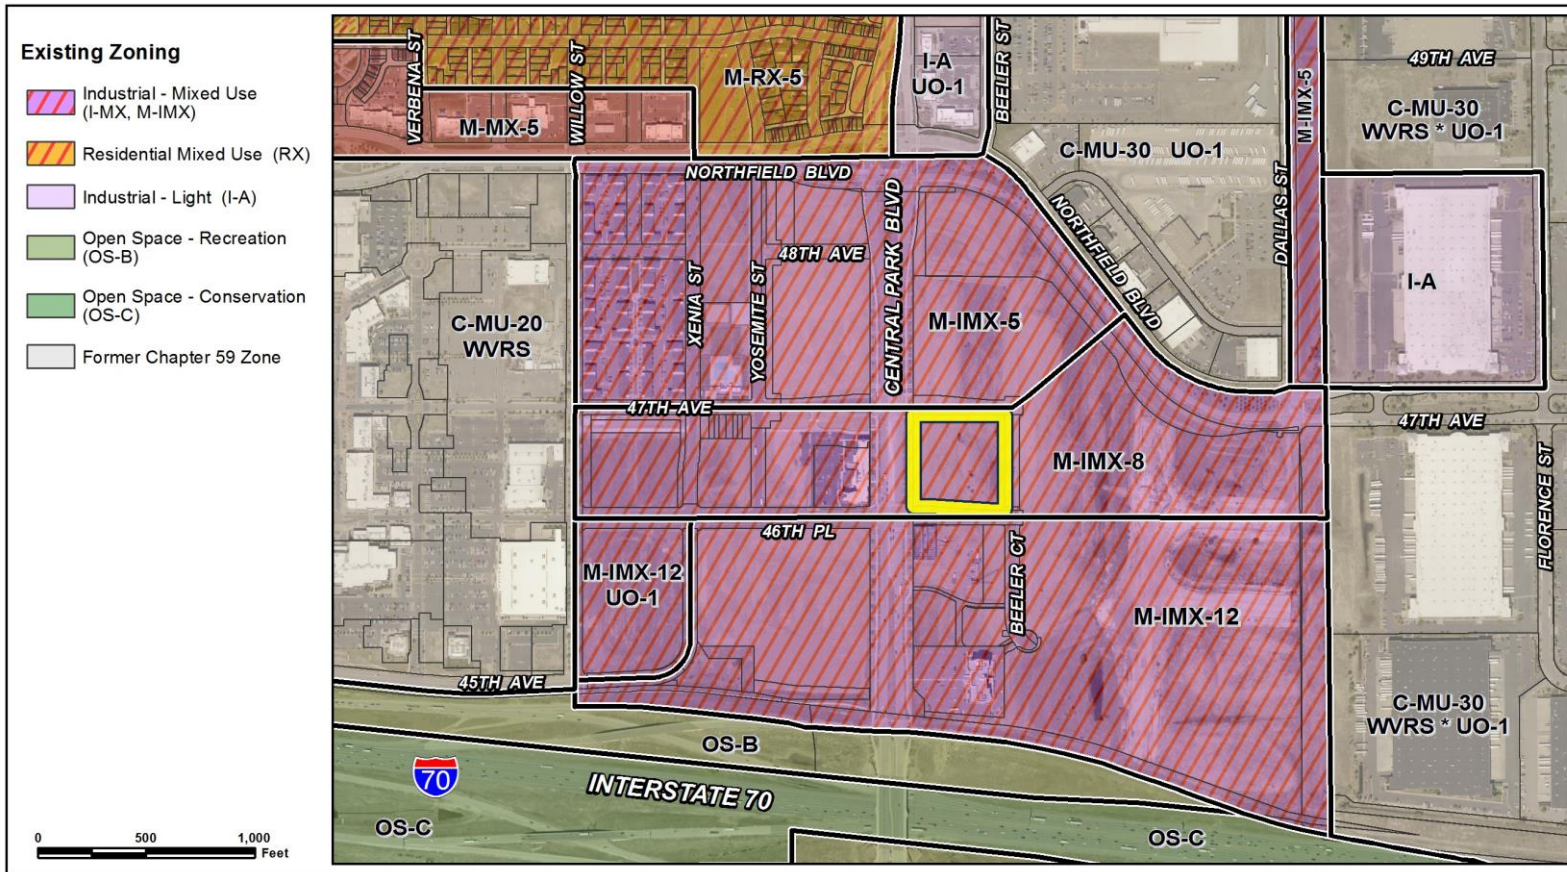 Existing Zoning
Industrial - Mixed Use
(I-MX, M-IMX)
Residential Mixed Use (RX)
Industrial - Light (I-A)
Open Space - Recreation
(OS-B)
Open Space - Conservation
(OS-C)
Former Chapter 59 Zone
0 500 1,000
Feet
VERBENA ST
WILLOW ST
M-MX-5
M-RX-5
I-A
UO-1
BEELER ST
C-MU-30 UO-1
DALLAS ST
M-IMX-5
49TH AVE
C-MU-30
WVRS * UO-1
NORTHFIELD BLVD
CENTRAL PARK BLVD
48TH AVE
XENIA ST
YOSEMITE ST
NORTHFIELD BLVD
I-A
C-MU-20
WVRS
M-IMX-5
47TH AVE
47TH AVE
M-IMX-8
FLORENCE ST
46TH PL
M-IMX-12
UO-1
BEELER CT
M-IMX-12
45TH AVE
C-MU-30
WVRS * UO-1
OS-B
70
INTERSTATE 70
OS-C
OS-C